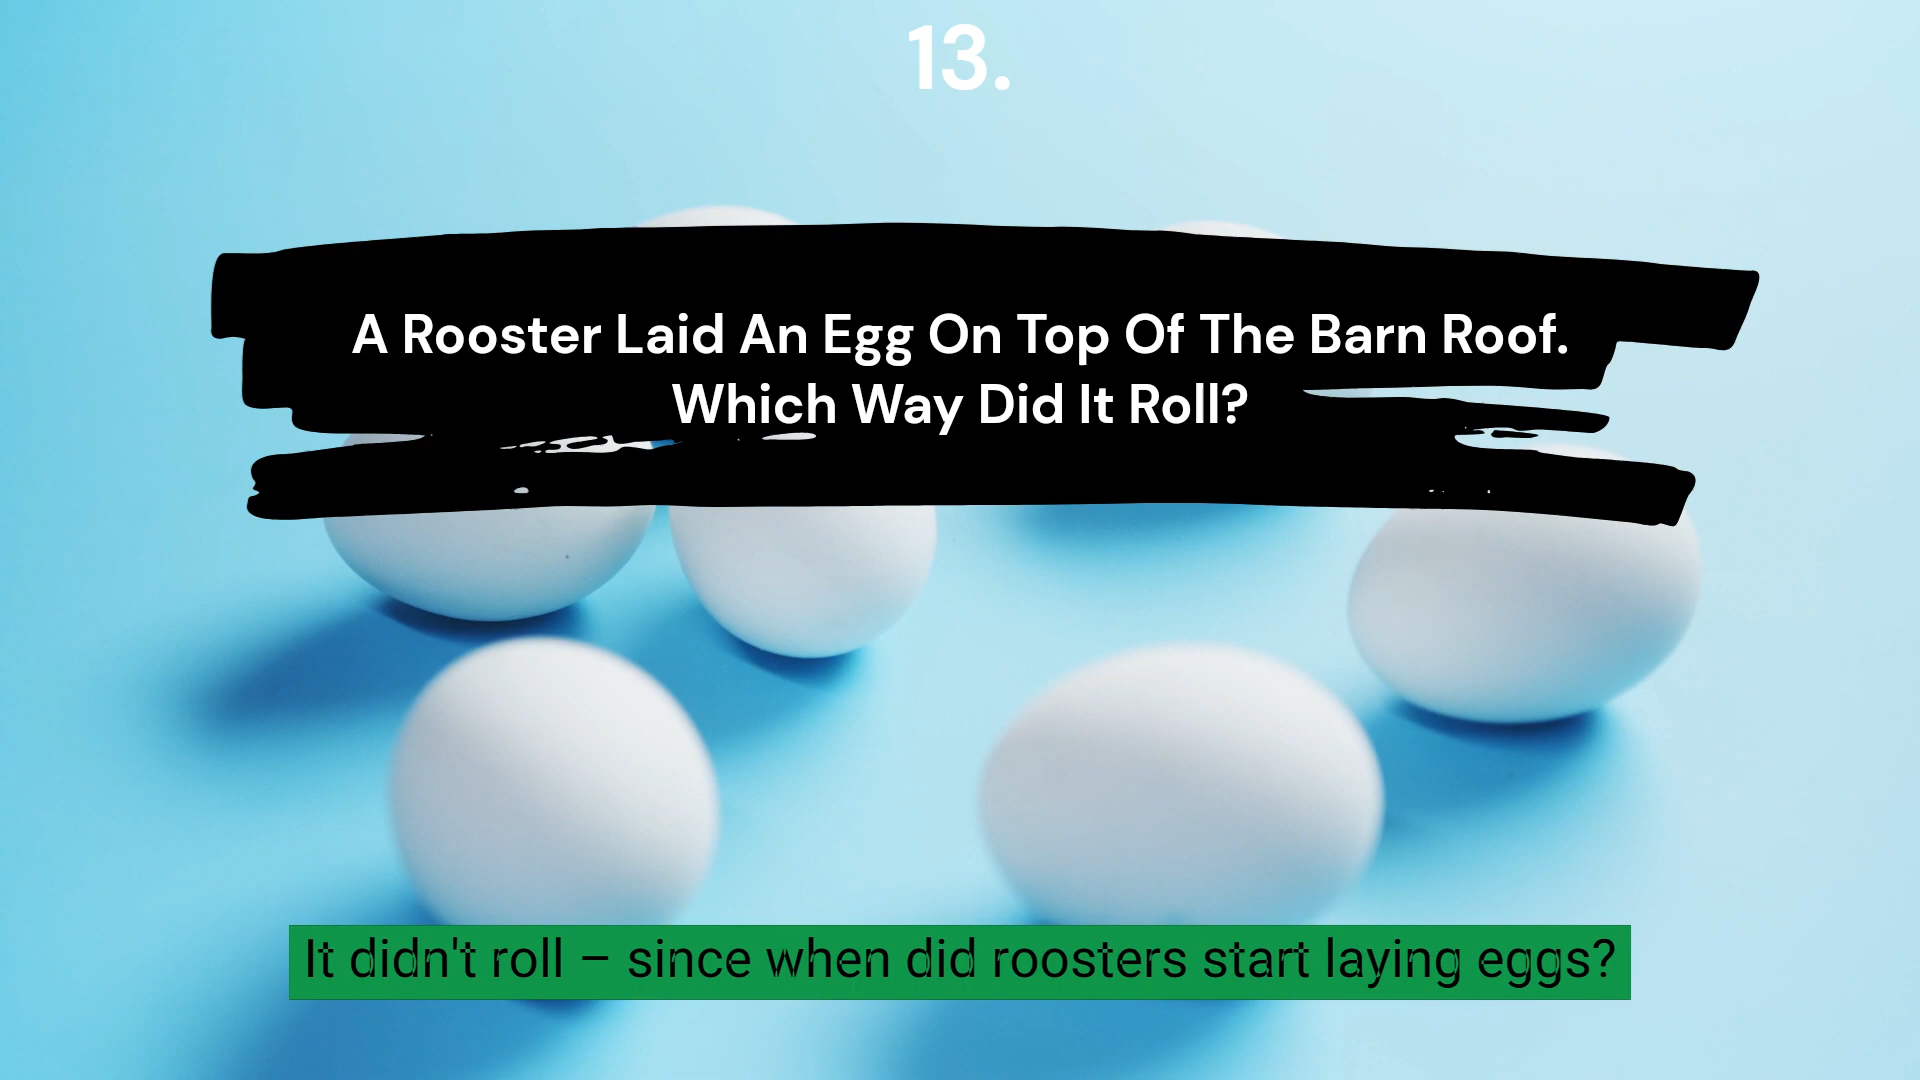 13.
A Rooster Laid An Egg On Top Of The Barn Roof.
Which Way Did It Roll?
It didn't roll – since when did roosters start laying eggs?